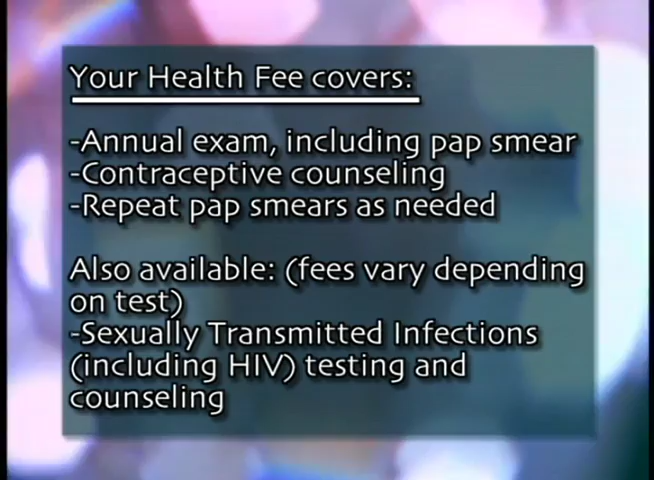 Your Health Fee covers:
-Annual exam, including pap smear
-Contraceptive counseling
-Repeat pap smears as needed
Also available: (fees vary depending
on test)
-Sexually Transmitted Infections
(including HIV) testing and
counseling